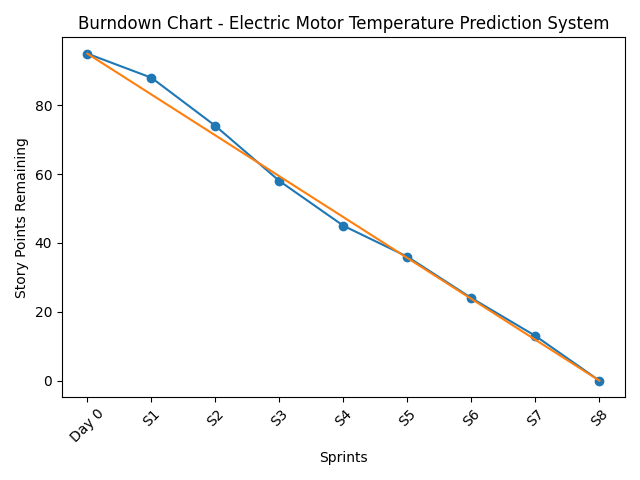 Burndown Chart - Electric Motor Temperature Prediction System
Story Points Remaining
80
60
40
20
0
Day 0
S1
S2
S3
S4
S5
S6
S7
S8
Sprints